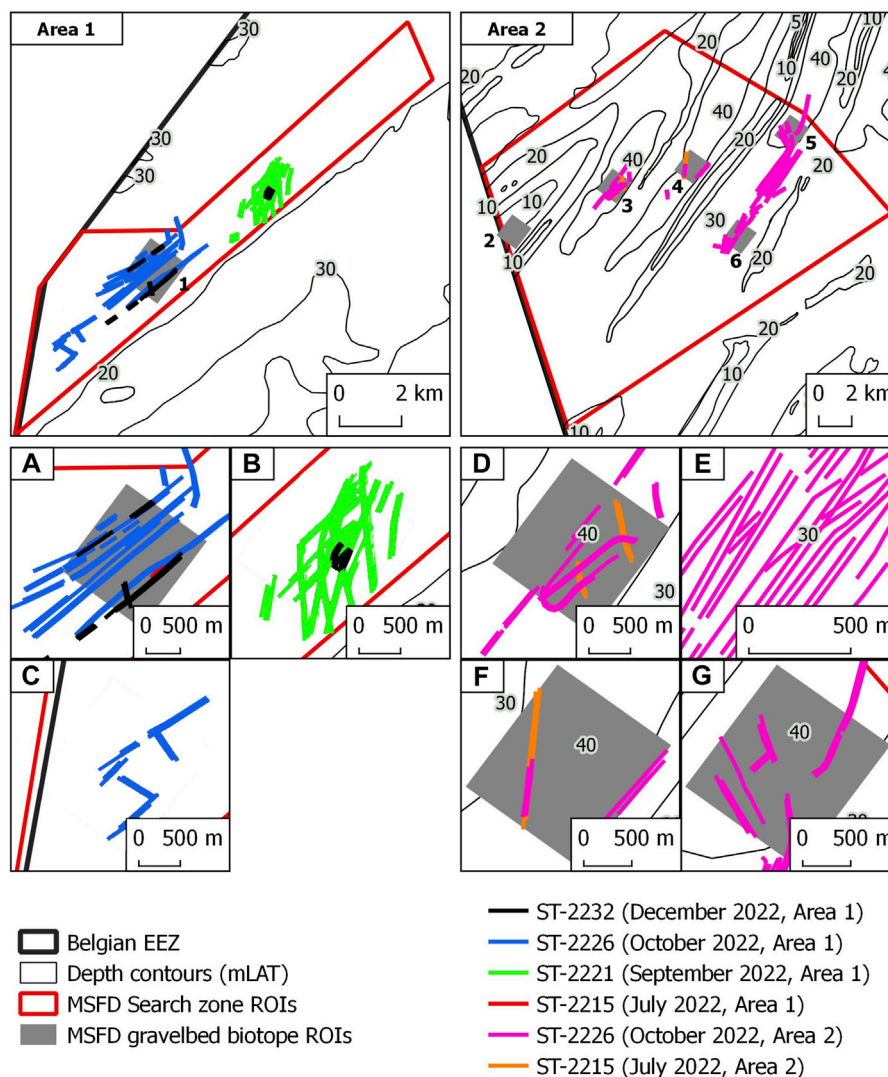 Area 1
30
30
30
30
20
1
0 2 km
Area 2
20
5
40
10
20
40
20
40
20
10
40
20
5
20
10
10
3
4
2
10
30
6
20
20
20
10
20
10
0 2 km
A
0 500 m
B
0 500 m
D
40
30
0 500 m
E
30
0 500 m
C
0 500 m
F
30
40
0 500 m
G
40
0 500 m
Belgian EEZ
Depth contours (mLAT)
MSFD Search zone ROIs
MSFD gravelbed biotope ROIs
ST-2232 (December 2022, Area 1)
ST-2226 (October 2022, Area 1)
ST-2221 (September 2022, Area 1)
ST-2215 (July 2022, Area 1)
ST-2226 (October 2022, Area 2)
ST-2215 (July 2022, Area 2)